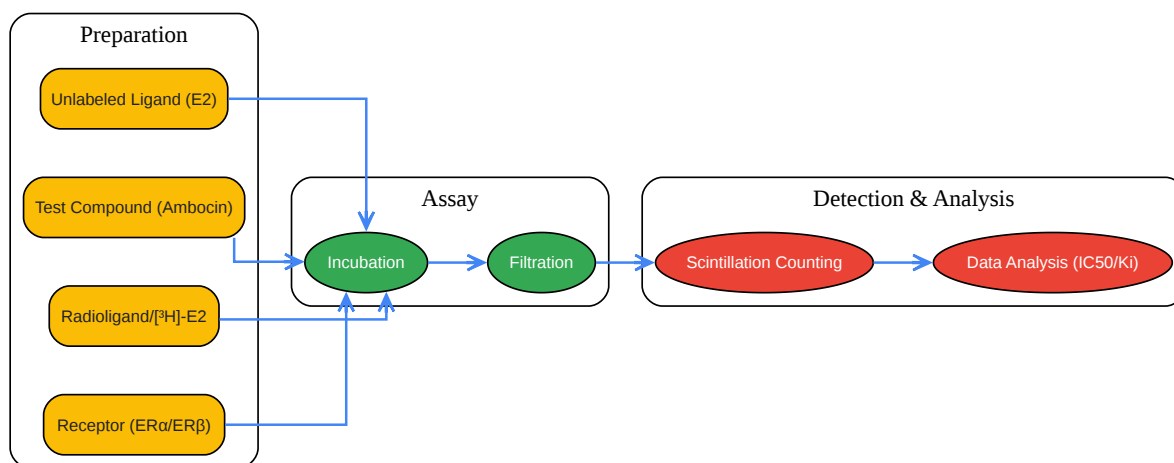 Preparation
Unlabeled Ligand (E2)
Test Compound (Ambocin)
Radioligand/[³H]-E2
Receptor (ERα/ERβ)
Assay
Incubation
Filtration
Detection & Analysis
Scintillation Counting
Data Analysis (IC50/Ki)